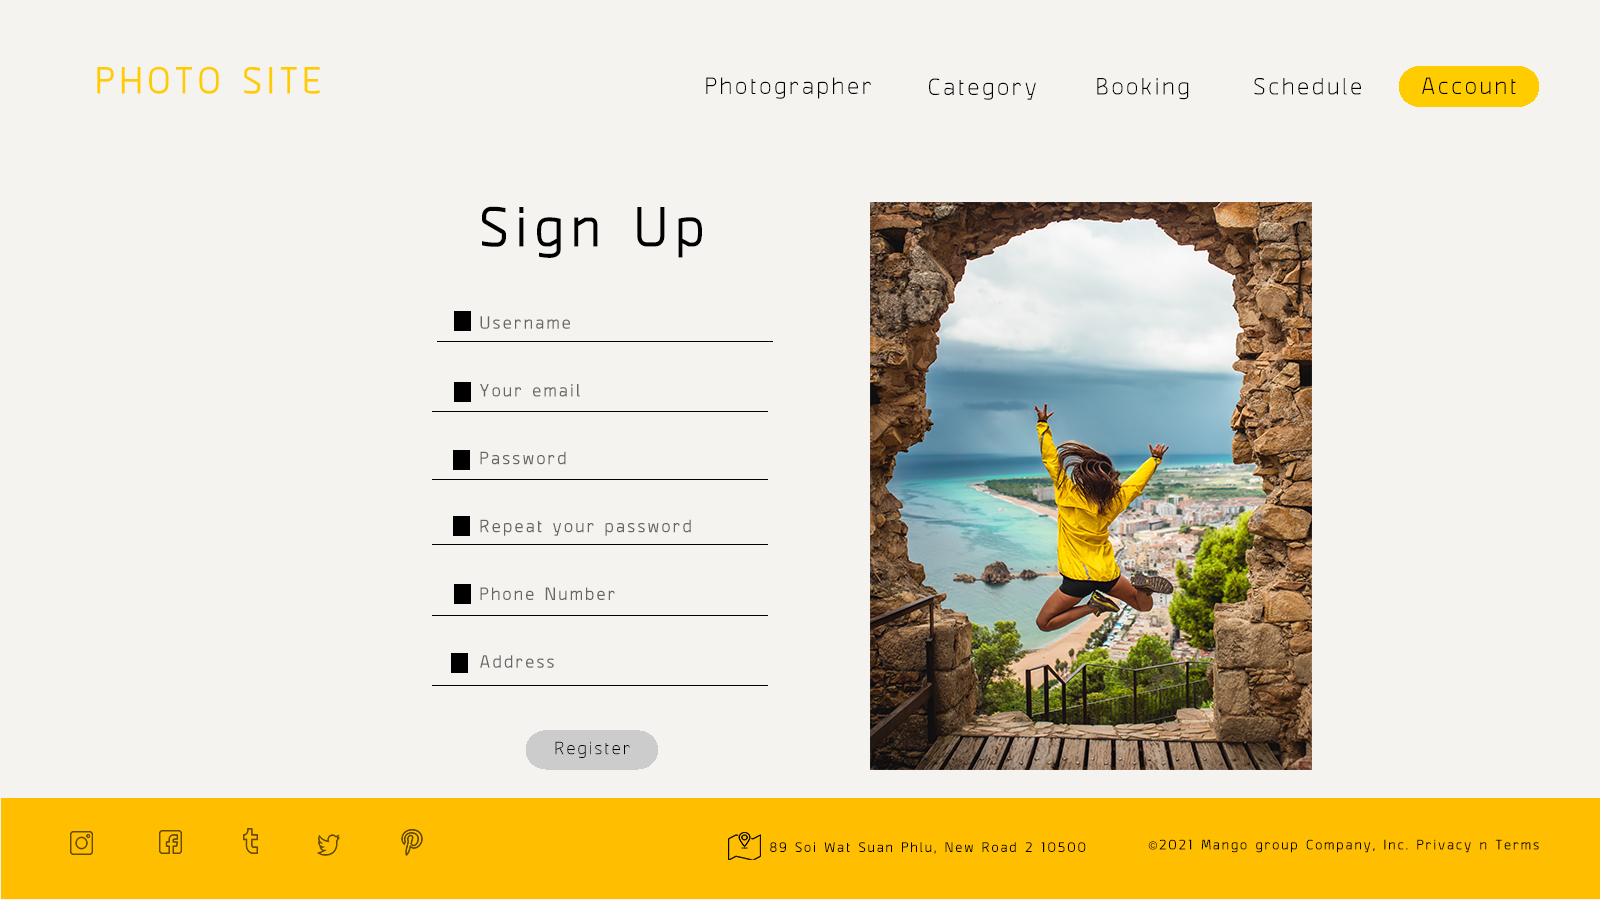 PHOTO SITE
Photographer Category Booking Schedule Account
Sign Up
Username
Your email
Password
Repeat your password
Phone Number
Address
Register
89 Soi Wat Suan Phlu, New Road 2 10500
©2021 Mango group Company, Inc. Privacy n Terms